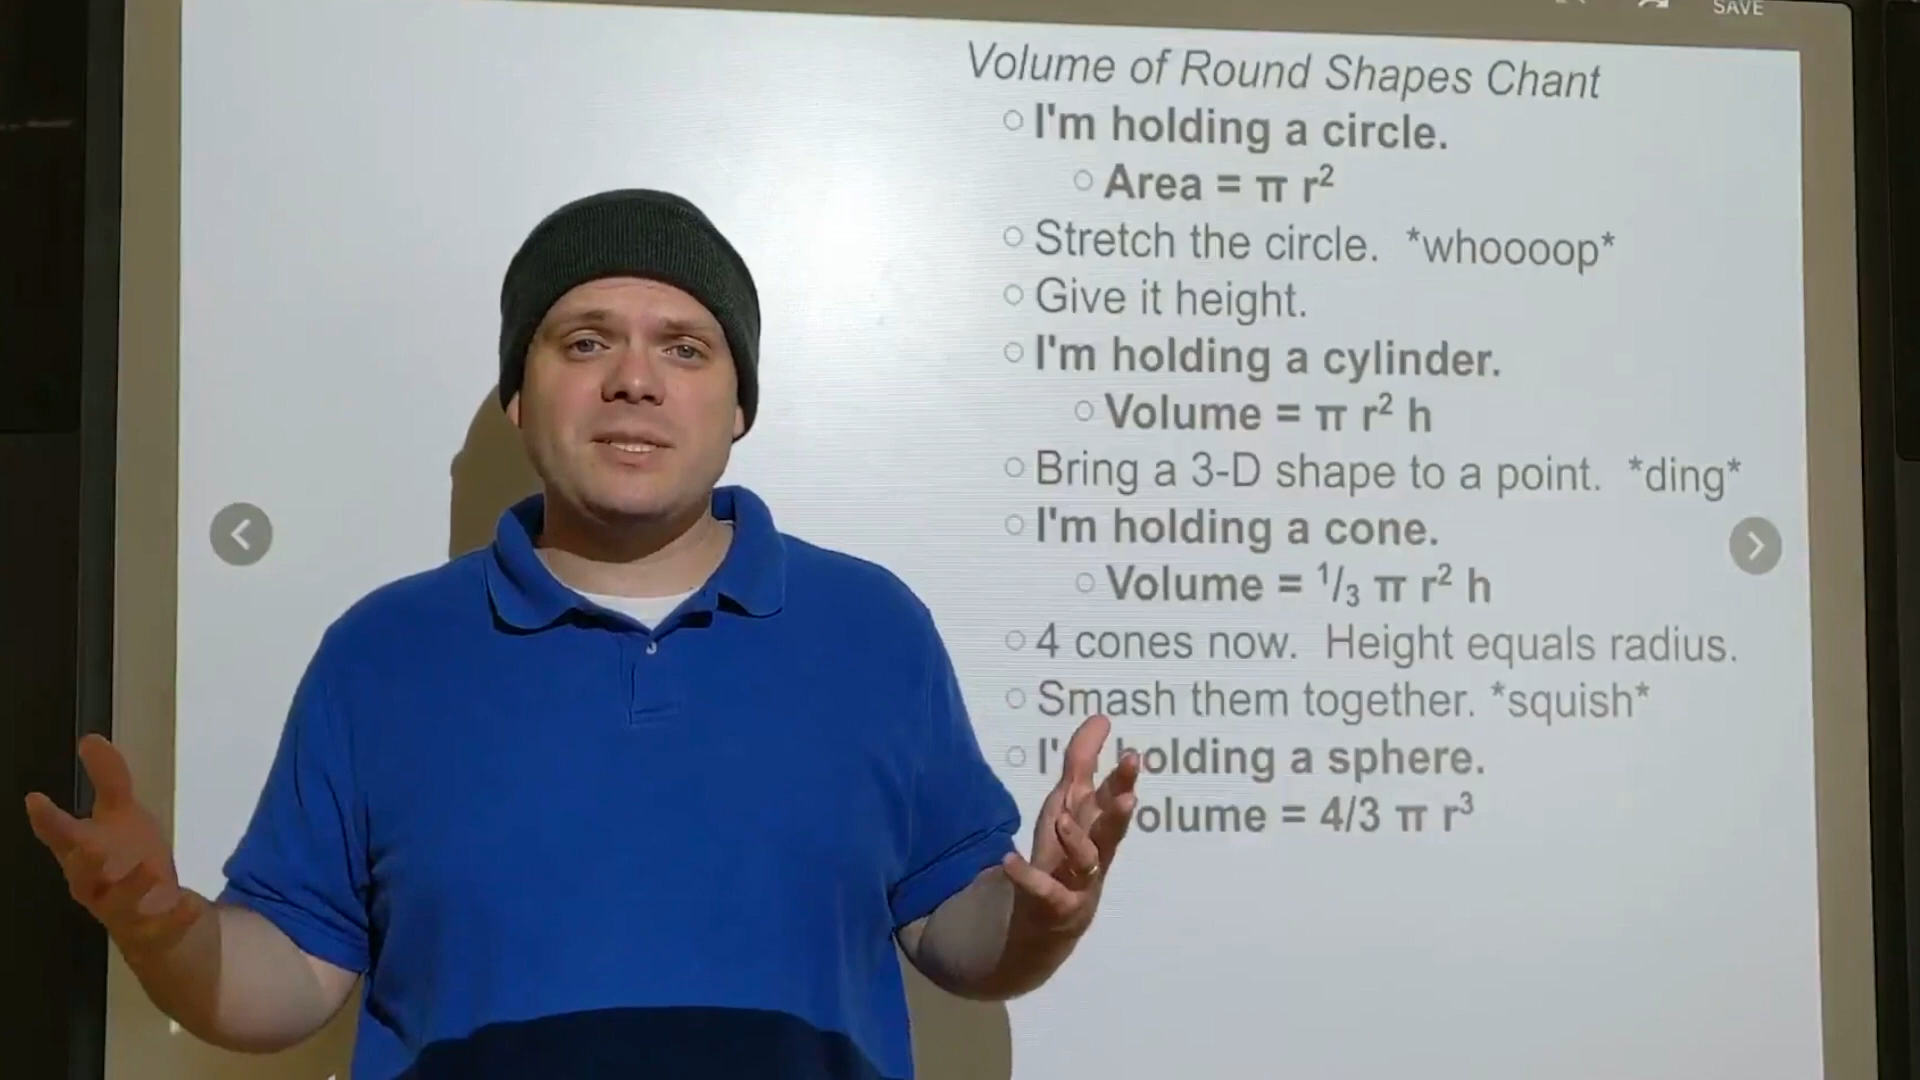 SAVE
Volume of Round Shapes Chant
I'm holding a circle.
Area = π r²
Stretch the circle. *whoooop*
Give it height.
I'm holding a cylinder.
Volume = π r² h
Bring a 3-D shape to a point. *ding*
I'm holding a cone.
Volume = ¹/₃ π r² h
4 cones now. Height equals radius.
Smash them together. *squish*
I'm holding a sphere.
Volume = 4/3 π r³